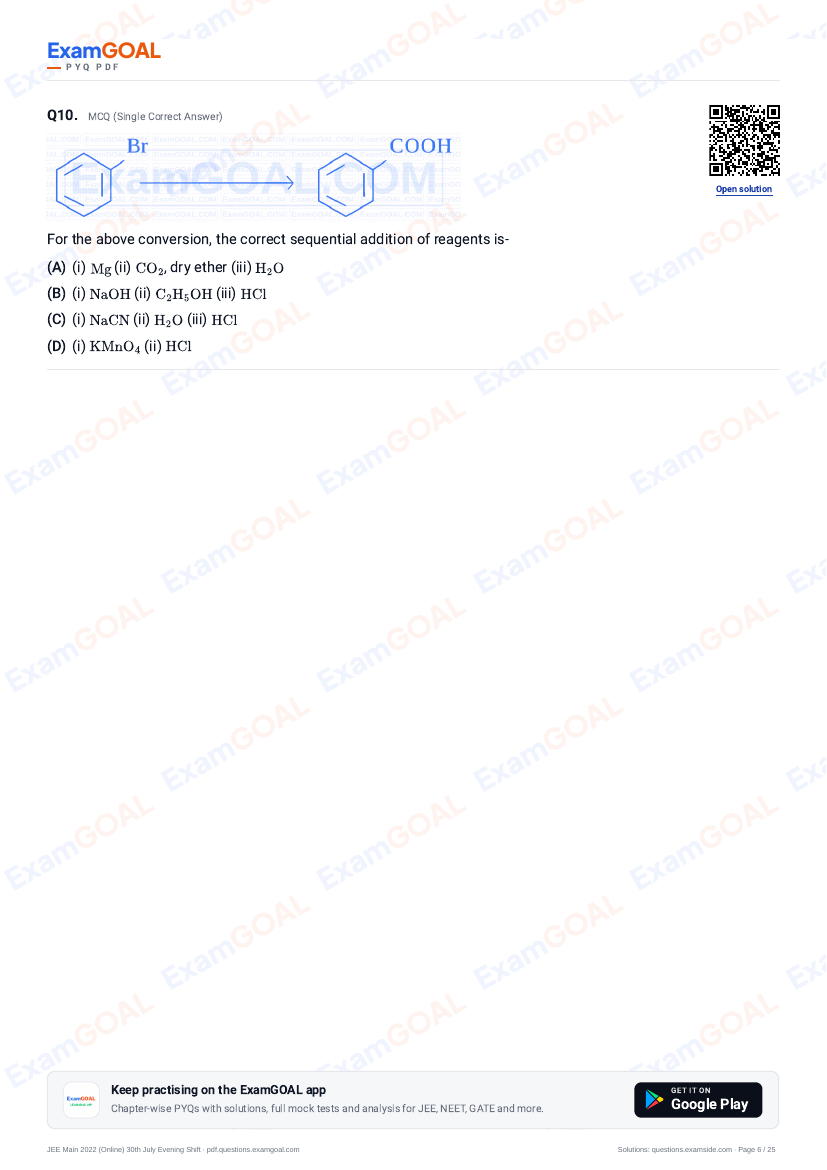 ExamGOAL
PYQ PDF
Q10. MCQ (Single Correct Answer)
Br
COOH
ExamGOAL.COM
Open solution
For the above conversion, the correct sequential addition of reagents is-
(A) (i) Mg (ii) CO₂, dry ether (iii) H₂O
(B) (i) NaOH (ii) C₂H₅OH (iii) HCl
(C) (i) NaCN (ii) H₂O (iii) HCl
(D) (i) KMnO₄ (ii) HCl
Keep practising on the ExamGOAL app
Chapter-wise PYQs with solutions, full mock tests and analysis for JEE, NEET, GATE and more.
ExamGOAL
GET IT ON
Google Play
JEE Main 2022 (Online) 30th July Evening Shift · pdf.questions.examgoal.com
Solutions: questions.examside.com · Page 6 / 25